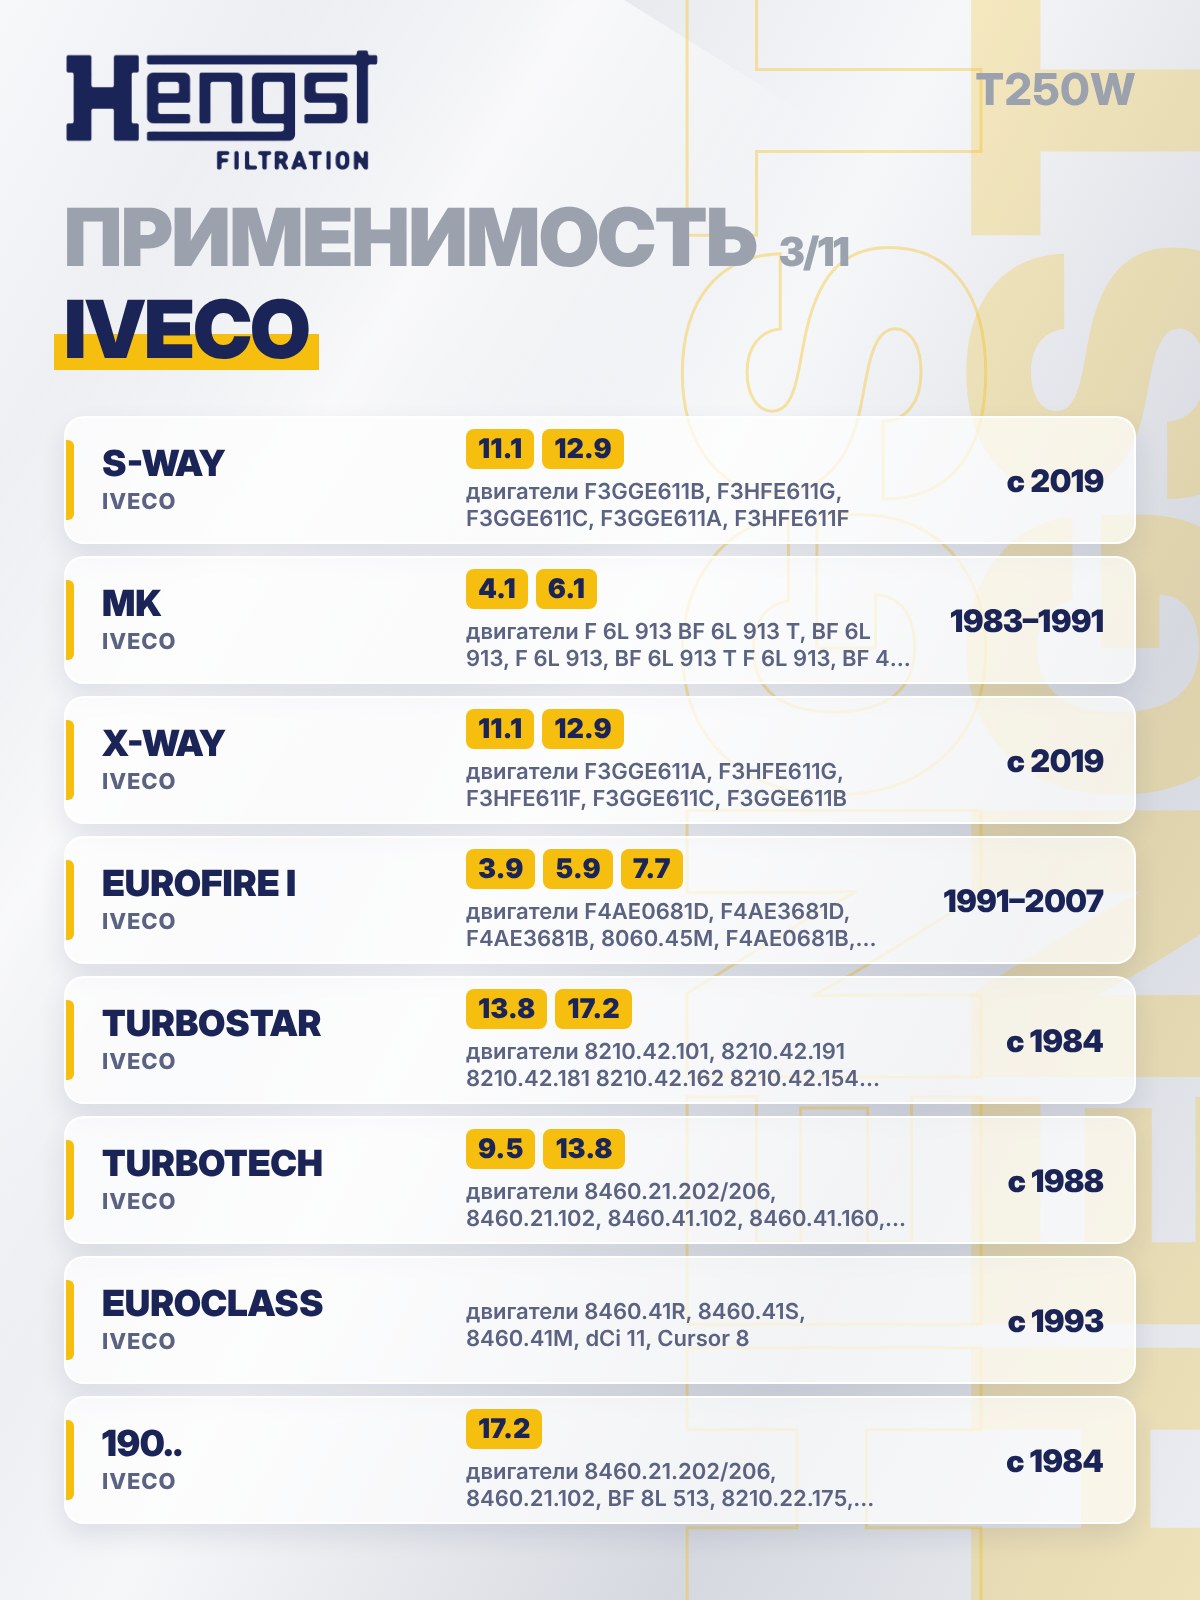 Hengst
FILTRATION
T250W
ПРИМЕНИМОСТЬ 3/11
IVECO
S-WAY
IVECO
11.1 12.9
двигатели F3GGE611B, F3HFE611G,
F3GGE611C, F3GGE611A, F3HFE611F
с 2019
MK
IVECO
4.1 6.1
двигатели F 6L 913 BF 6L 913 T, BF 6L
913, F 6L 913, BF 6L 913 T F 6L 913, BF 4...
1983–1991
X-WAY
IVECO
11.1 12.9
двигатели F3GGE611A, F3HFE611G,
F3HFE611F, F3GGE611C, F3GGE611B
с 2019
EUROFIRE I
IVECO
3.9 5.9 7.7
двигатели F4AE0681D, F4AE3681D,
F4AE3681B, 8060.45M, F4AE0681B,...
1991–2007
TURBOSTAR
IVECO
13.8 17.2
двигатели 8210.42.101, 8210.42.191
8210.42.181 8210.42.162 8210.42.154...
с 1984
TURBOTECH
IVECO
9.5 13.8
двигатели 8460.21.202/206,
8460.21.102, 8460.41.102, 8460.41.160,...
с 1988
EUROCLASS
IVECO
двигатели 8460.41R, 8460.41S,
8460.41M, dCi 11, Cursor 8
с 1993
190..
IVECO
17.2
двигатели 8460.21.202/206,
8460.21.102, BF 8L 513, 8210.22.175,...
с 1984